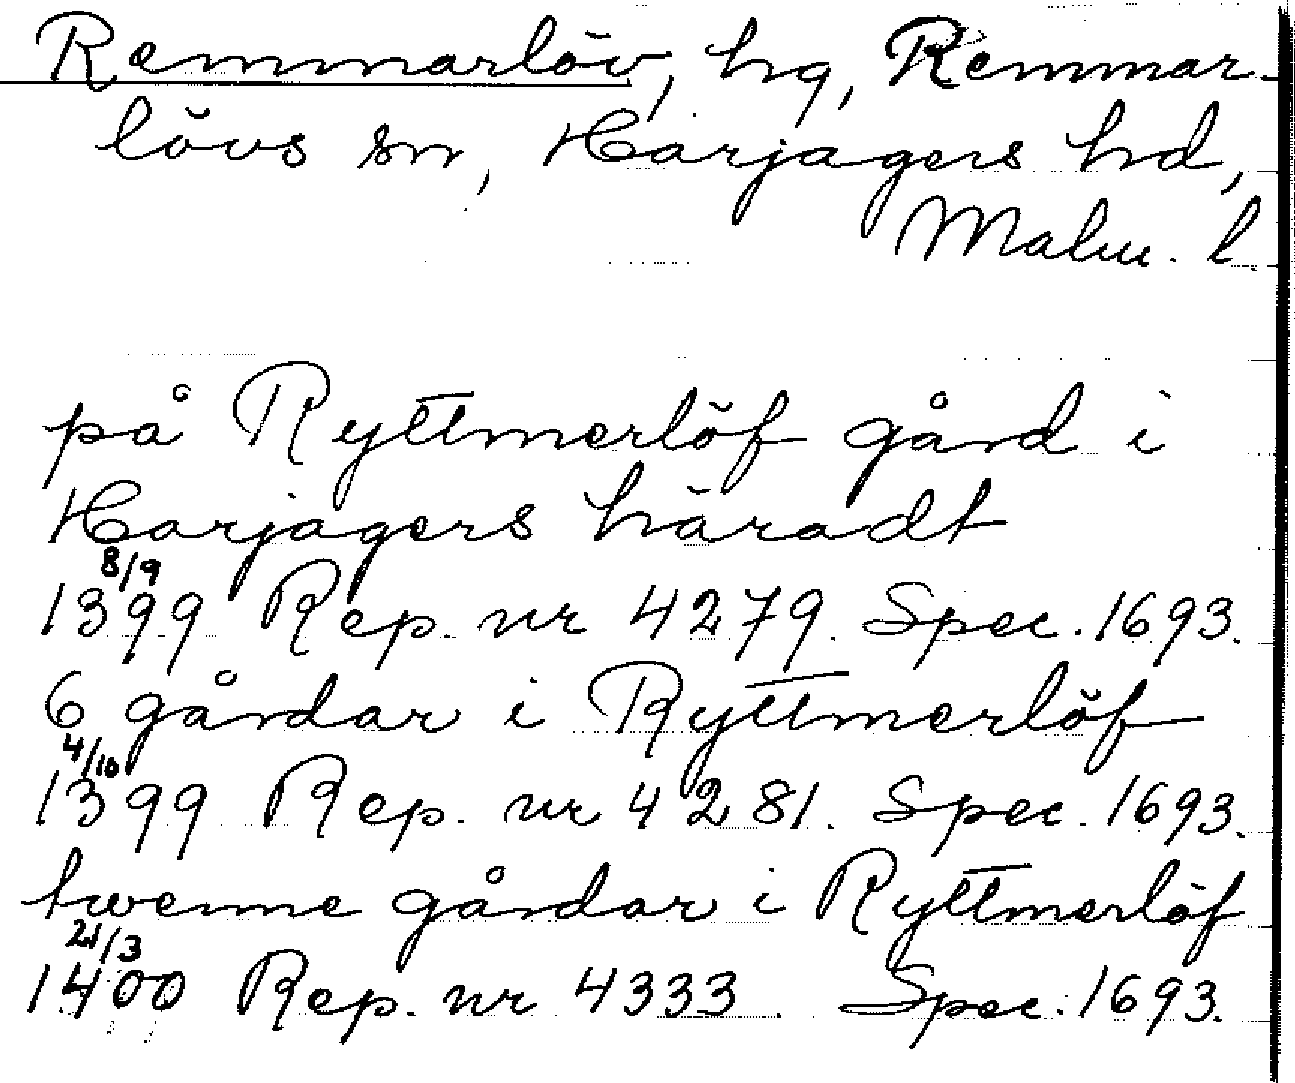 Remmarlöv, hg, Remmar-
lövs sn, Harjagers hd,
Malm. l.
på Ryttmerlöf gård i
Harjagers häradt
8/9
1399 Rep. nr 4279. Spec. 1693.
6 gårdar i Ryttmerlöf
4/10
1399 Rep. nr 4281. Spec. 1693.
twenne gårdar i Ryttmerlöf
21/3
1400 Rep. nr 4333. Spec. 1693.